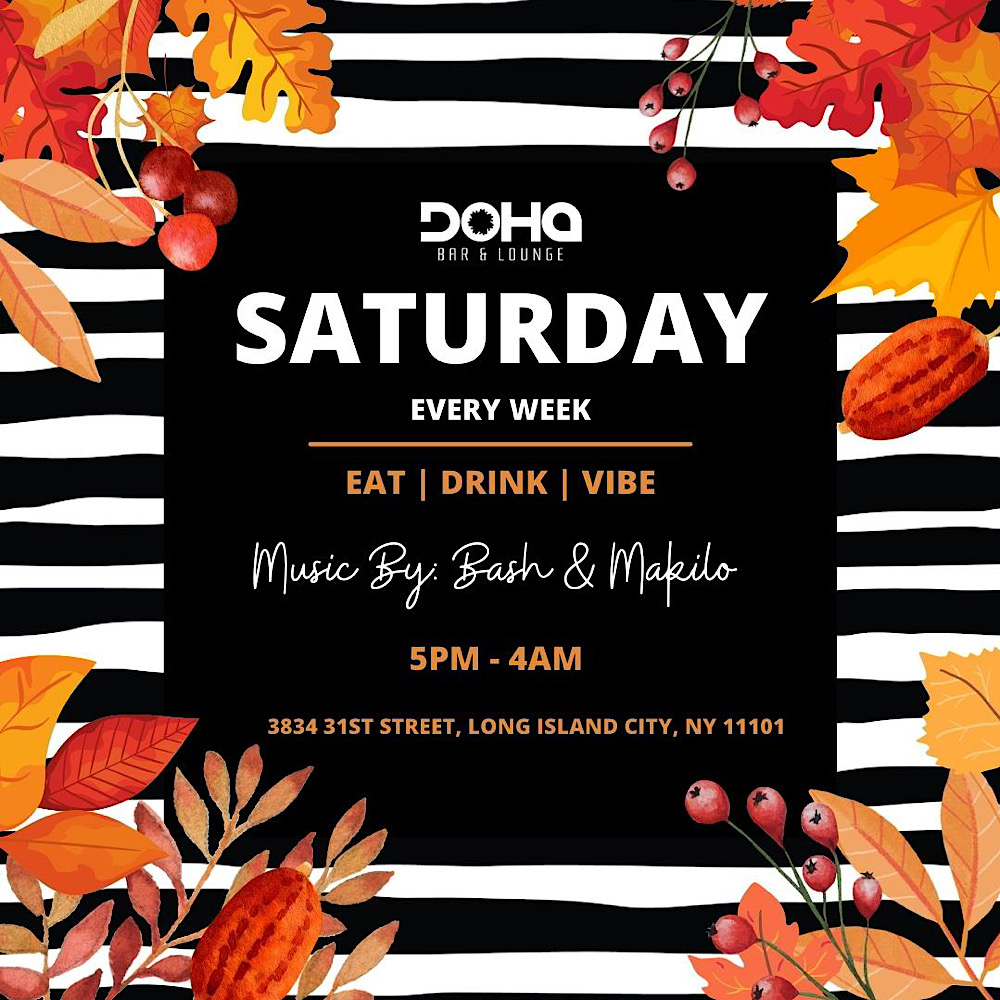 DOHA
BAR & LOUNGE
SATURDAY
EVERY WEEK
EAT | DRINK | VIBE
Music By: Bash & Makilo
5PM - 4AM
3834 31ST STREET, LONG ISLAND CITY, NY 11101